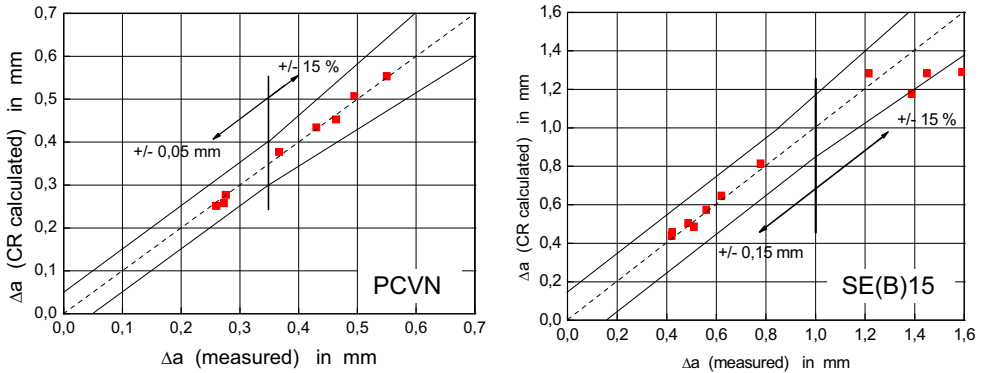 0,7
0,6
0,5
0,4
0,3
0,2
0,1
0,0
Δa (CR calculated) in mm
+/- 15 %
+/- 0,05 mm
PCVN
0,0 0,1 0,2 0,3 0,4 0,5 0,6 0,7
Δa (measured) in mm
1,6
1,4
1,2
1,0
0,8
0,6
0,4
0,2
0,0
Δa (CR calculated) in mm
+/- 15 %
+/- 0,15 mm
SE(B)15
0,0 0,2 0,4 0,6 0,8 1,0 1,2 1,4 1,6
Δa (measured) in mm